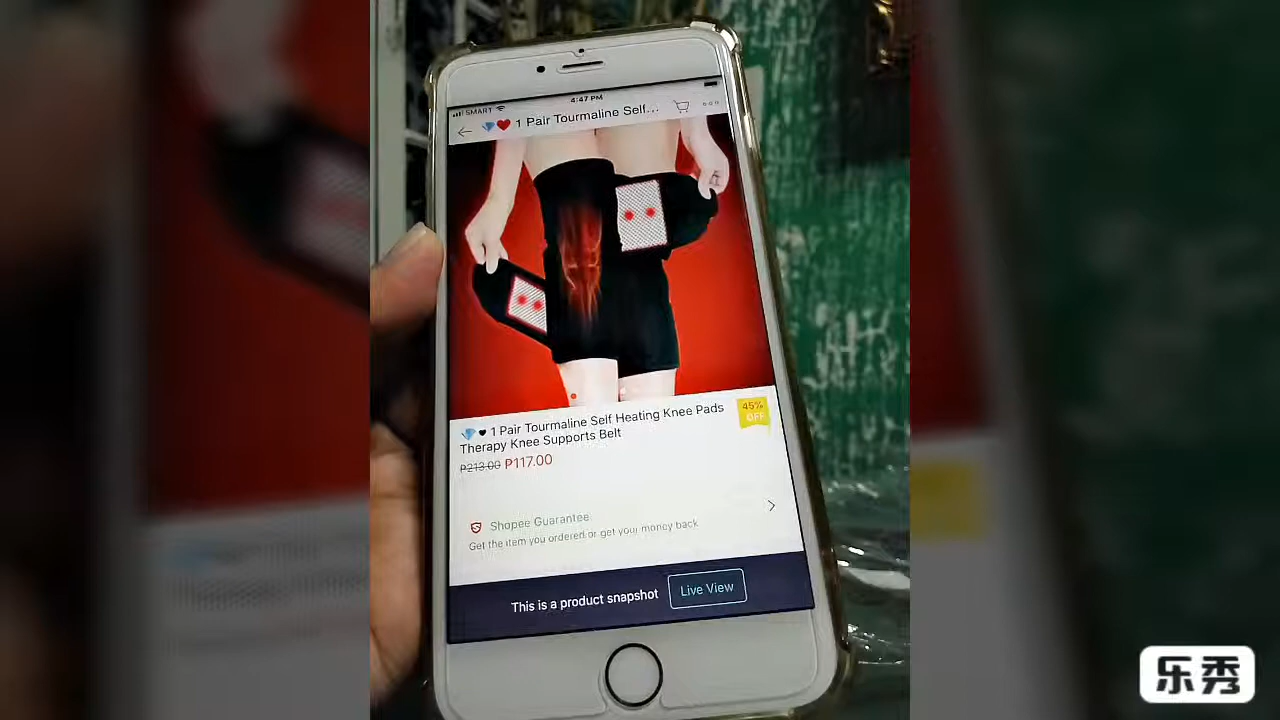 SMART
4:47 PM
1 Pair Tourmaline Self...
1 Pair Tourmaline Self Heating Knee Pads
Therapy Knee Supports Belt
45%
OFF
₱213.00 ₱117.00
Shopee Guarantee
Get the item you ordered or get your money back
This is a product snapshot
Live View
乐秀